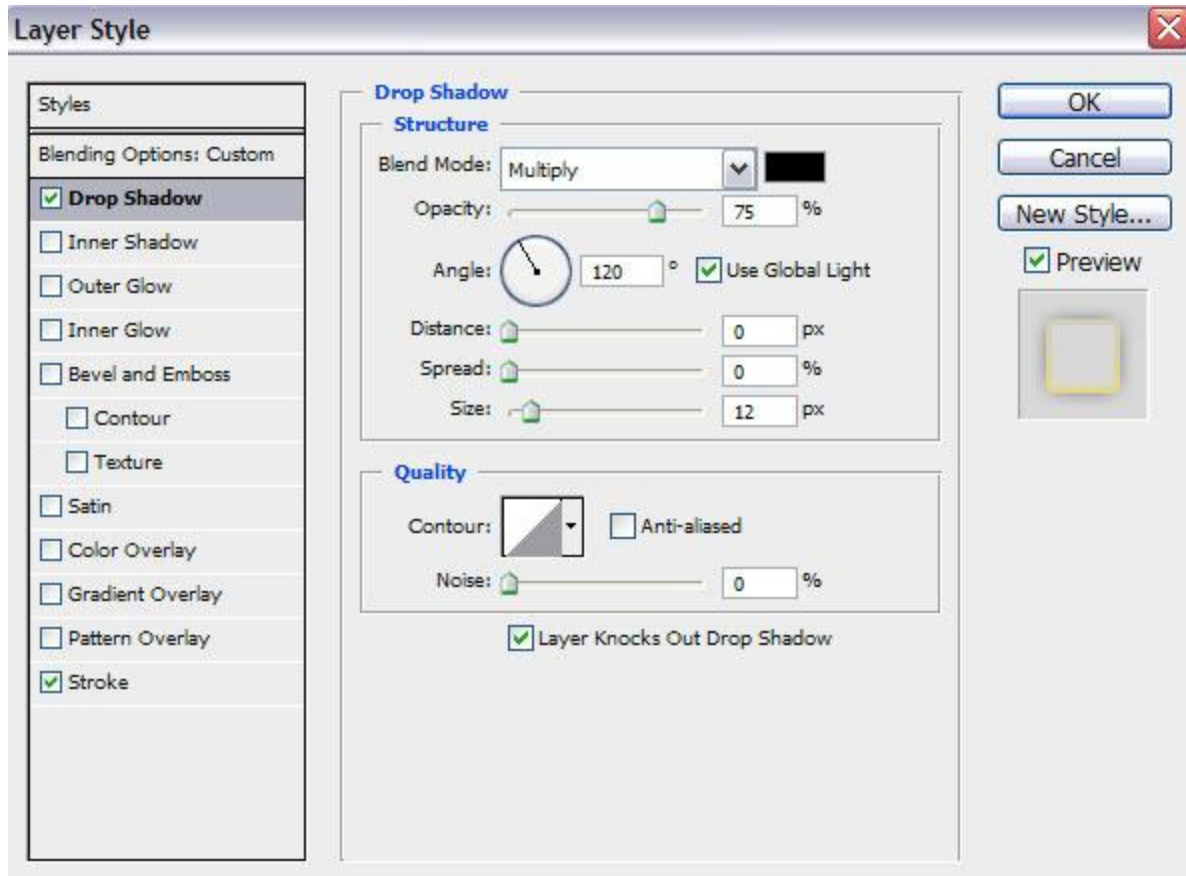 Layer Style
Styles
Blending Options: Custom
Drop Shadow
Inner Shadow
Outer Glow
Inner Glow
Bevel and Emboss
Contour
Texture
Satin
Color Overlay
Gradient Overlay
Pattern Overlay
Stroke
Drop Shadow
Structure
Blend Mode: Multiply
Opacity: 75 %
Angle: 120 ° Use Global Light
Distance: 0 px
Spread: 0 %
Size: 12 px
Quality
Contour: Anti-aliased
Noise: 0 %
Layer Knocks Out Drop Shadow
OK
Cancel
New Style...
Preview